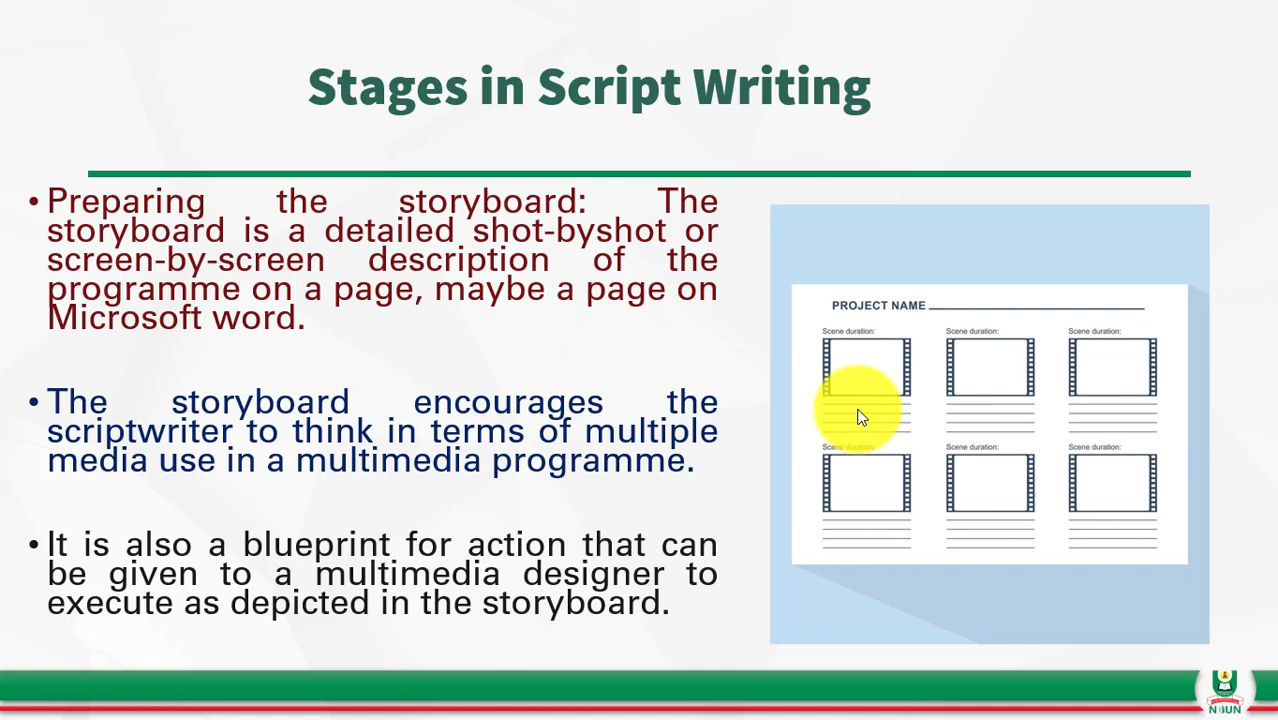 Stages in Script Writing
• Preparing the storyboard: The
storyboard is a detailed shot-byshot or
screen-by-screen description of the
programme on a page, maybe a page on
Microsoft word.
• The storyboard encourages the
scriptwriter to think in terms of multiple
media use in a multimedia programme.
• It is also a blueprint for action that can
be given to a multimedia designer to
execute as depicted in the storyboard.
PROJECT NAME
Scene duration: Scene duration: Scene duration:
Scene duration: Scene duration: Scene duration:
NOUN